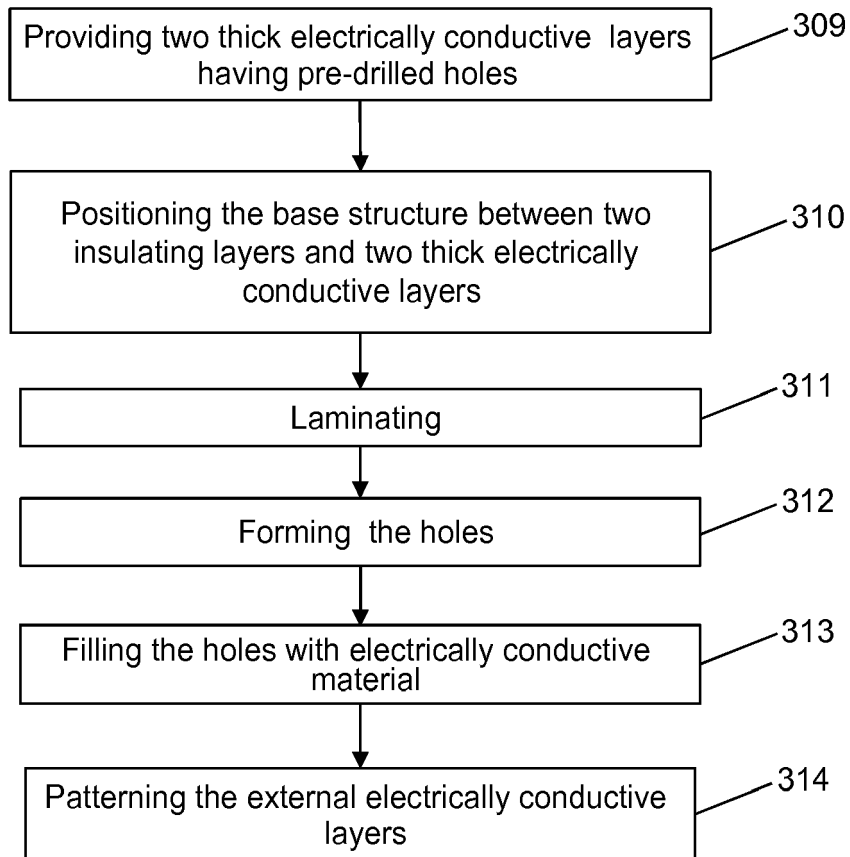 Providing two thick electrically conductive layers
having pre-drilled holes
309
Positioning the base structure between two
insulating layers and two thick electrically
conductive layers
310
Laminating
311
Forming the holes
312
Filling the holes with electrically conductive
material
313
Patterning the external electrically conductive
layers
314